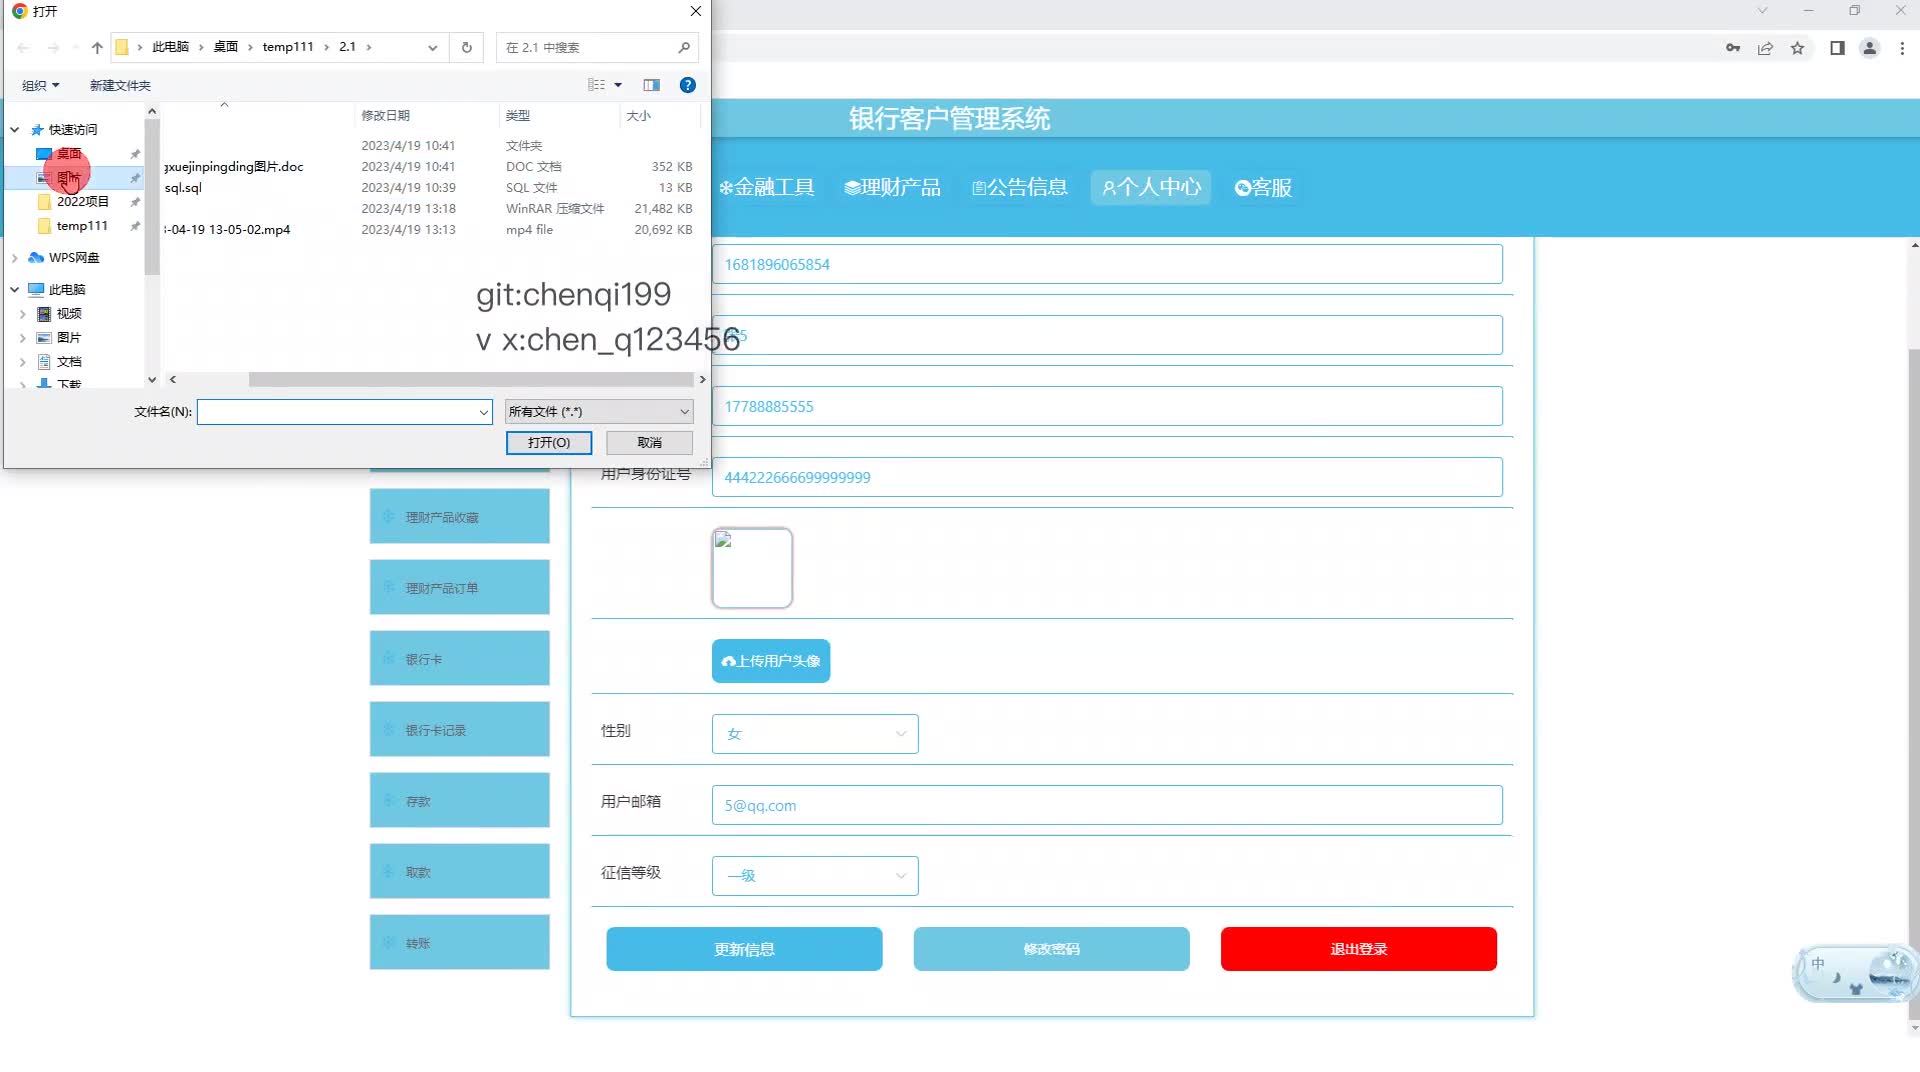 打开
此电脑 › 桌面 › temp111 › 2.1 ›
在 2.1 中搜索
组织
新建文件夹
修改日期 类型 大小
快速访问
桌面
图片
2022项目
temp111
WPS网盘
此电脑
视频
图片
文档
下载
2023/4/19 10:41 文件夹
gxuejinpingding图片.doc 2023/4/19 10:41 DOC 文档 352 KB
sql.sql 2023/4/19 10:39 SQL 文件 13 KB
2023/4/19 13:18 WinRAR 压缩文件 21,482 KB
3-04-19 13-05-02.mp4 2023/4/19 13:13 mp4 file 20,692 KB
git:chenqi199
v x:chen_q123456
文件名(N):
所有文件 (*.*)
打开(O)
取消
银行客户管理系统
金融工具
理财产品
公告信息
个人中心
客服
1681896065854
17788885555
用户身份证号
444222666699999999
上传用户头像
性别
女
用户邮箱
5@qq.com
征信等级
一级
更新信息
修改密码
退出登录
理财产品收藏
理财产品订单
银行卡
银行卡记录
存款
取款
转账
中